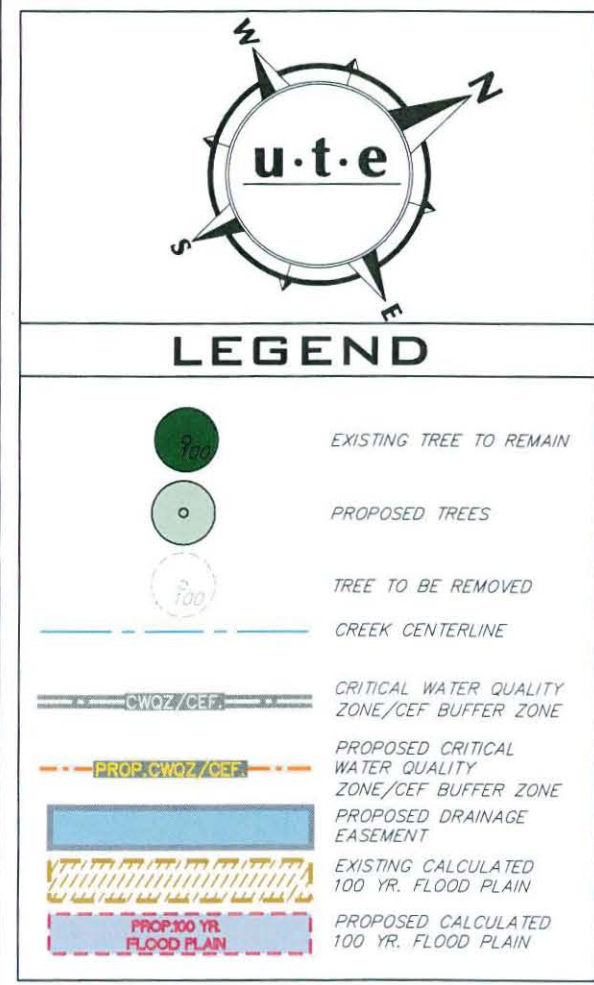 W
N
u·t·e
S
E
LEGEND
100
EXISTING TREE TO REMAIN
PROPOSED TREES
100
TREE TO BE REMOVED
CREEK CENTERLINE
CWQZ/CEF.
CRITICAL WATER QUALITY
ZONE/CEF BUFFER ZONE
PROP.CWQZ/CEF.
PROPOSED CRITICAL
WATER QUALITY
ZONE/CEF BUFFER ZONE
PROPOSED DRAINAGE
EASEMENT
EXISTING CALCULATED
100 YR. FLOOD PLAIN
PROP.100 YR.
FLOOD PLAIN
PROPOSED CALCULATED
100 YR. FLOOD PLAIN